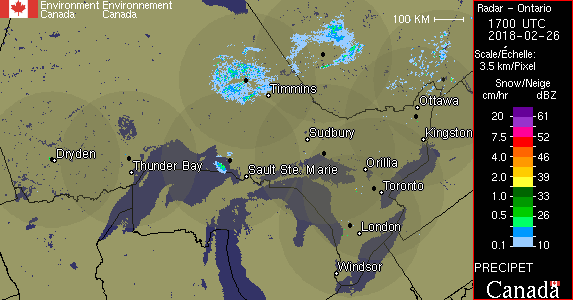 Environment Environnement
Canada Canada
100 KM
Radar - Ontario
1700 UTC
2018-02-26
Scale/Échelle:
3.5 km/Pixel
Snow/Neige
cm/hr dBZ
20 61
7.5 57
5.0 52
4.0 46
2.0 39
1.0 33
0.5 26
0.1 10
PRECIPET
Canada
Timmins
Ottawa
Sudbury
Kingston
Dryden
Thunder Bay
Sault Ste. Marie
Orillia
Toronto
London
Windsor